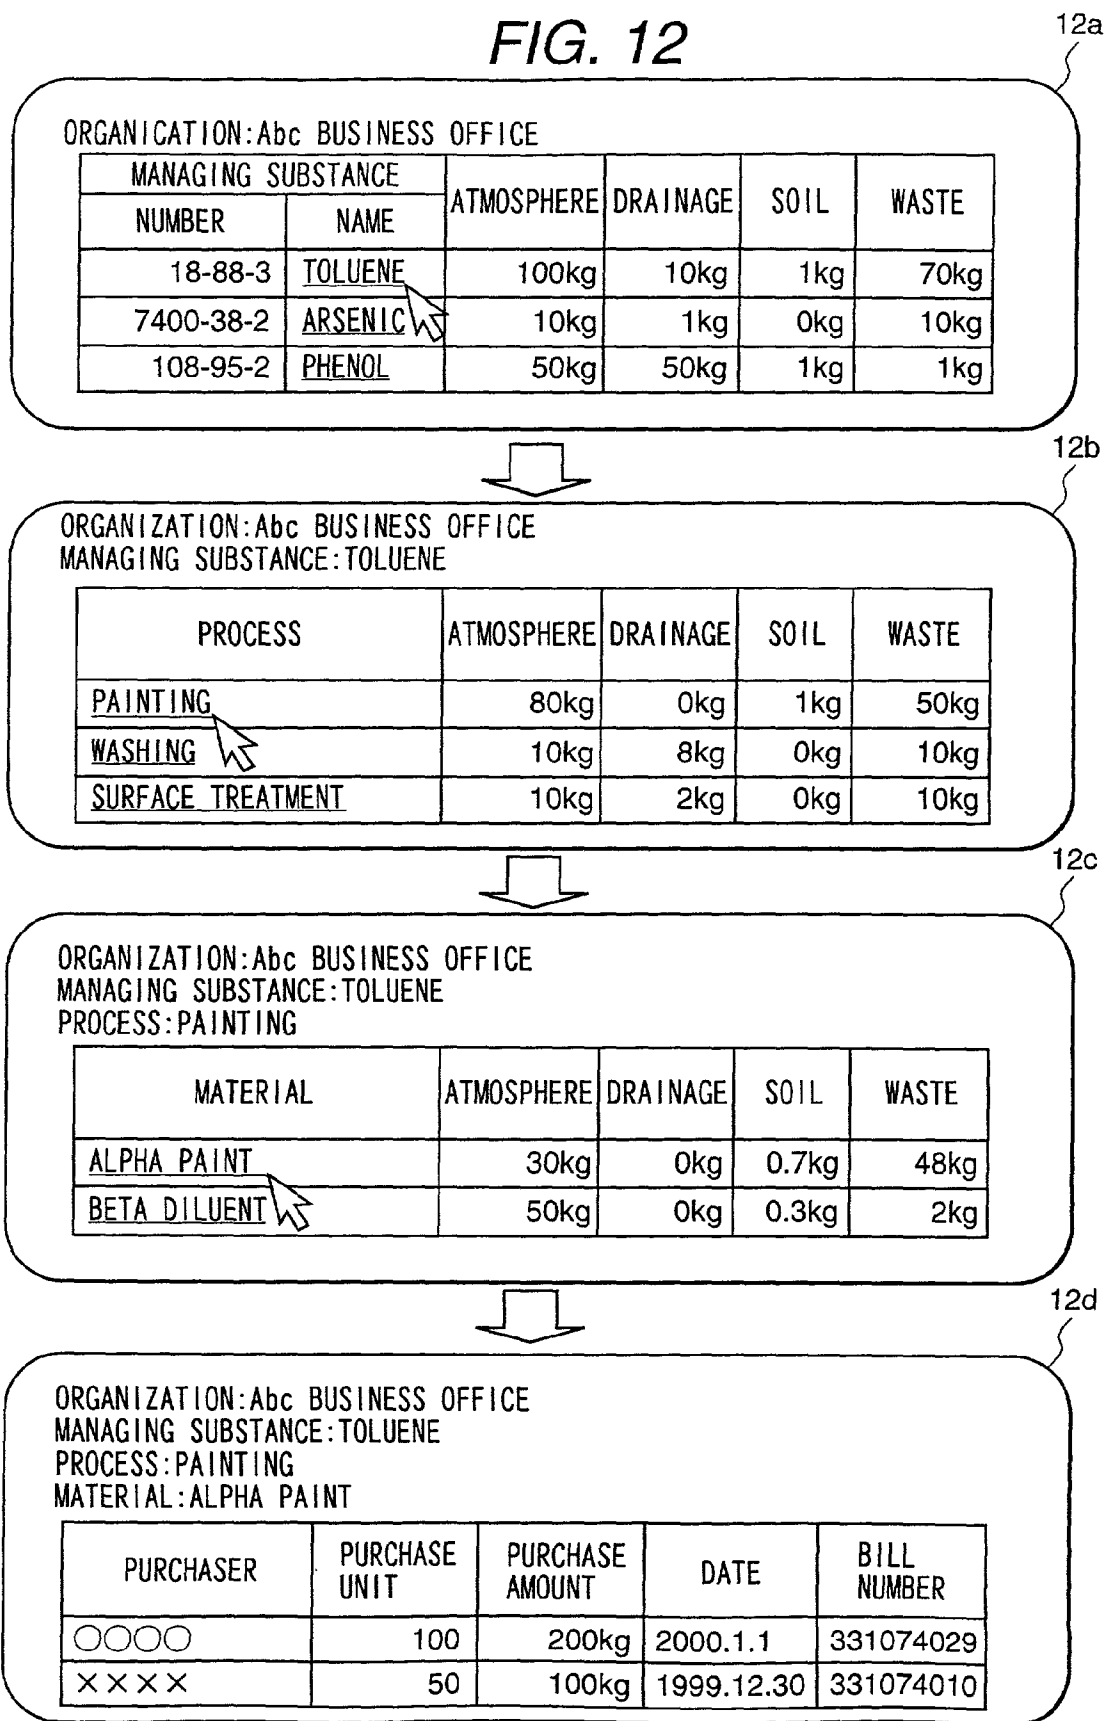 FIG. 12
12a
ORGANICATION:Abc BUSINESS OFFICE
MANAGING SUBSTANCE ATMOSPHERE DRAINAGE SOIL WASTE
NUMBER NAME
18-88-3 TOLUENE 100kg 10kg 1kg 70kg
7400-38-2 ARSENIC 10kg 1kg 0kg 10kg
108-95-2 PHENOL 50kg 50kg 1kg 1kg
12b
ORGANIZATION:Abc BUSINESS OFFICE
MANAGING SUBSTANCE:TOLUENE
PROCESS ATMOSPHERE DRAINAGE SOIL WASTE
PAINTING 80kg 0kg 1kg 50kg
WASHING 10kg 8kg 0kg 10kg
SURFACE TREATMENT 10kg 2kg 0kg 10kg
12c
ORGANIZATION:Abc BUSINESS OFFICE
MANAGING SUBSTANCE:TOLUENE
PROCESS:PAINTING
MATERIAL ATMOSPHERE DRAINAGE SOIL WASTE
ALPHA PAINT 30kg 0kg 0.7kg 48kg
BETA DILUENT 50kg 0kg 0.3kg 2kg
12d
ORGANIZATION:Abc BUSINESS OFFICE
MANAGING SUBSTANCE:TOLUENE
PROCESS:PAINTING
MATERIAL:ALPHA PAINT
PURCHASER PURCHASE UNIT PURCHASE AMOUNT DATE BILL NUMBER
○○○○ 100 200kg 2000.1.1 331074029
×××× 50 100kg 1999.12.30 331074010